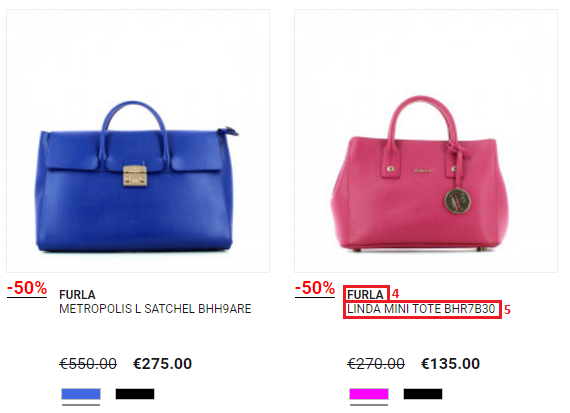 -50%
FURLA
METROPOLIS L SATCHEL BHH9ARE
€550.00 €275.00
FURLA
-50%
FURLA 4
LINDA MINI TOTE BHR7B30 5
€270.00 €135.00